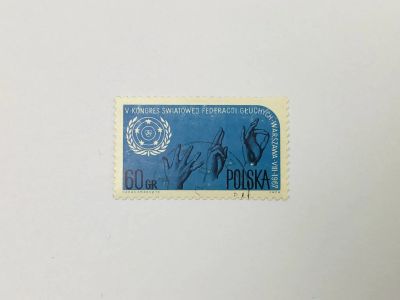 V·KONGRES ŚWIATOWEJ FEDERACJI GŁUCHYCH·WARSZAWA·VIII·1967
60 GR POLSKA